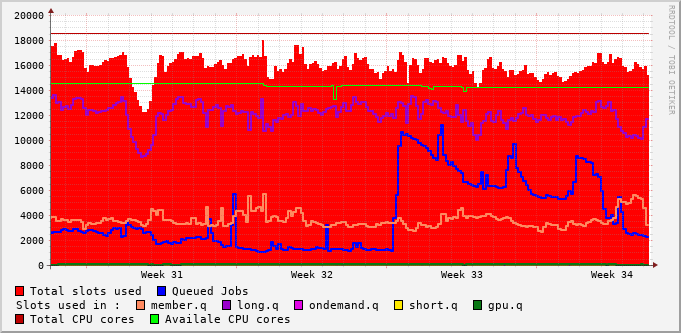 20000
18000
16000
14000
12000
10000
8000
6000
4000
2000
0
Week 31 Week 32 Week 33 Week 34
RRDTOOL / TOBI OETIKER
Total slots used Queued Jobs
Slots used in : member.q long.q ondemand.q short.q gpu.q
Total CPU cores Availale CPU cores